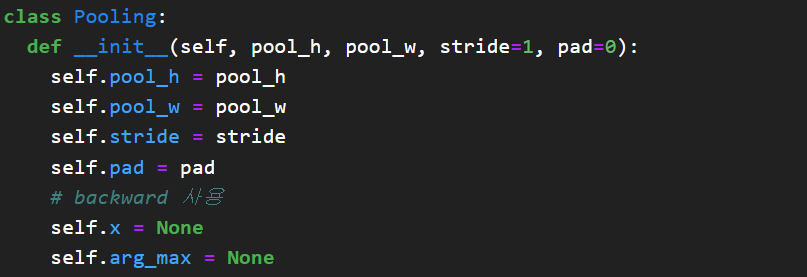 class Pooling:
  def __init__(self, pool_h, pool_w, stride=1, pad=0):
    self.pool_h = pool_h
    self.pool_w = pool_w
    self.stride = stride
    self.pad = pad
    # backward 사용
    self.x = None
    self.arg_max = None